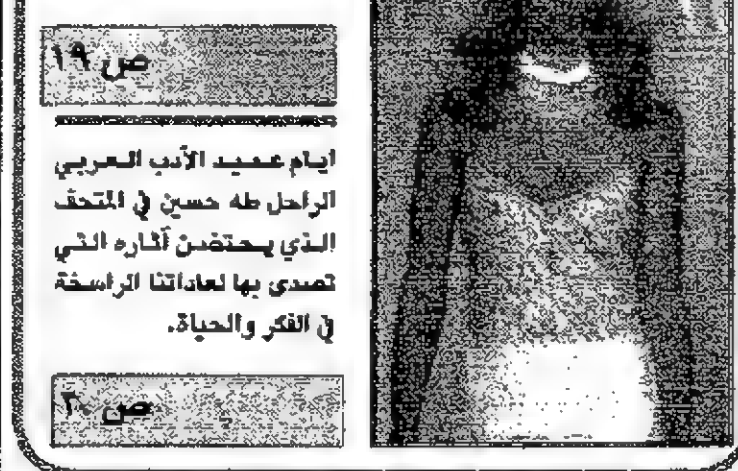 ص ١٩
ايام عميد الأدب العربي
الراحل طه حسين في المتحف
الذي يحتضن آثاره التي
تصدى بها لعاداتنا الراسخة
في الفكر والحياة.
ص ٢٠